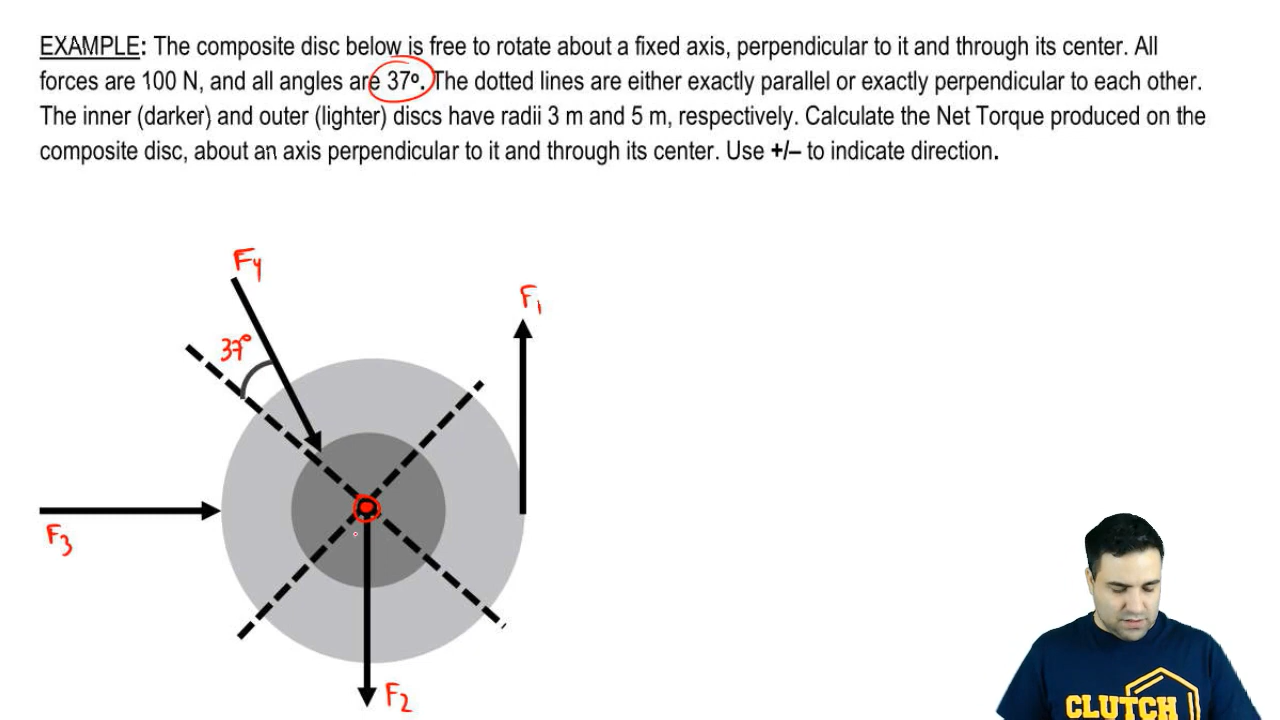 EXAMPLE: The composite disc below is free to rotate about a fixed axis, perpendicular to it and through its center. All
forces are 100 N, and all angles are 37º. The dotted lines are either exactly parallel or exactly perpendicular to each other.
The inner (darker) and outer (lighter) discs have radii 3 m and 5 m, respectively. Calculate the Net Torque produced on the
composite disc, about an axis perpendicular to it and through its center. Use +/– to indicate direction.
F4
F1
37°
F3
F2
CLUTCH